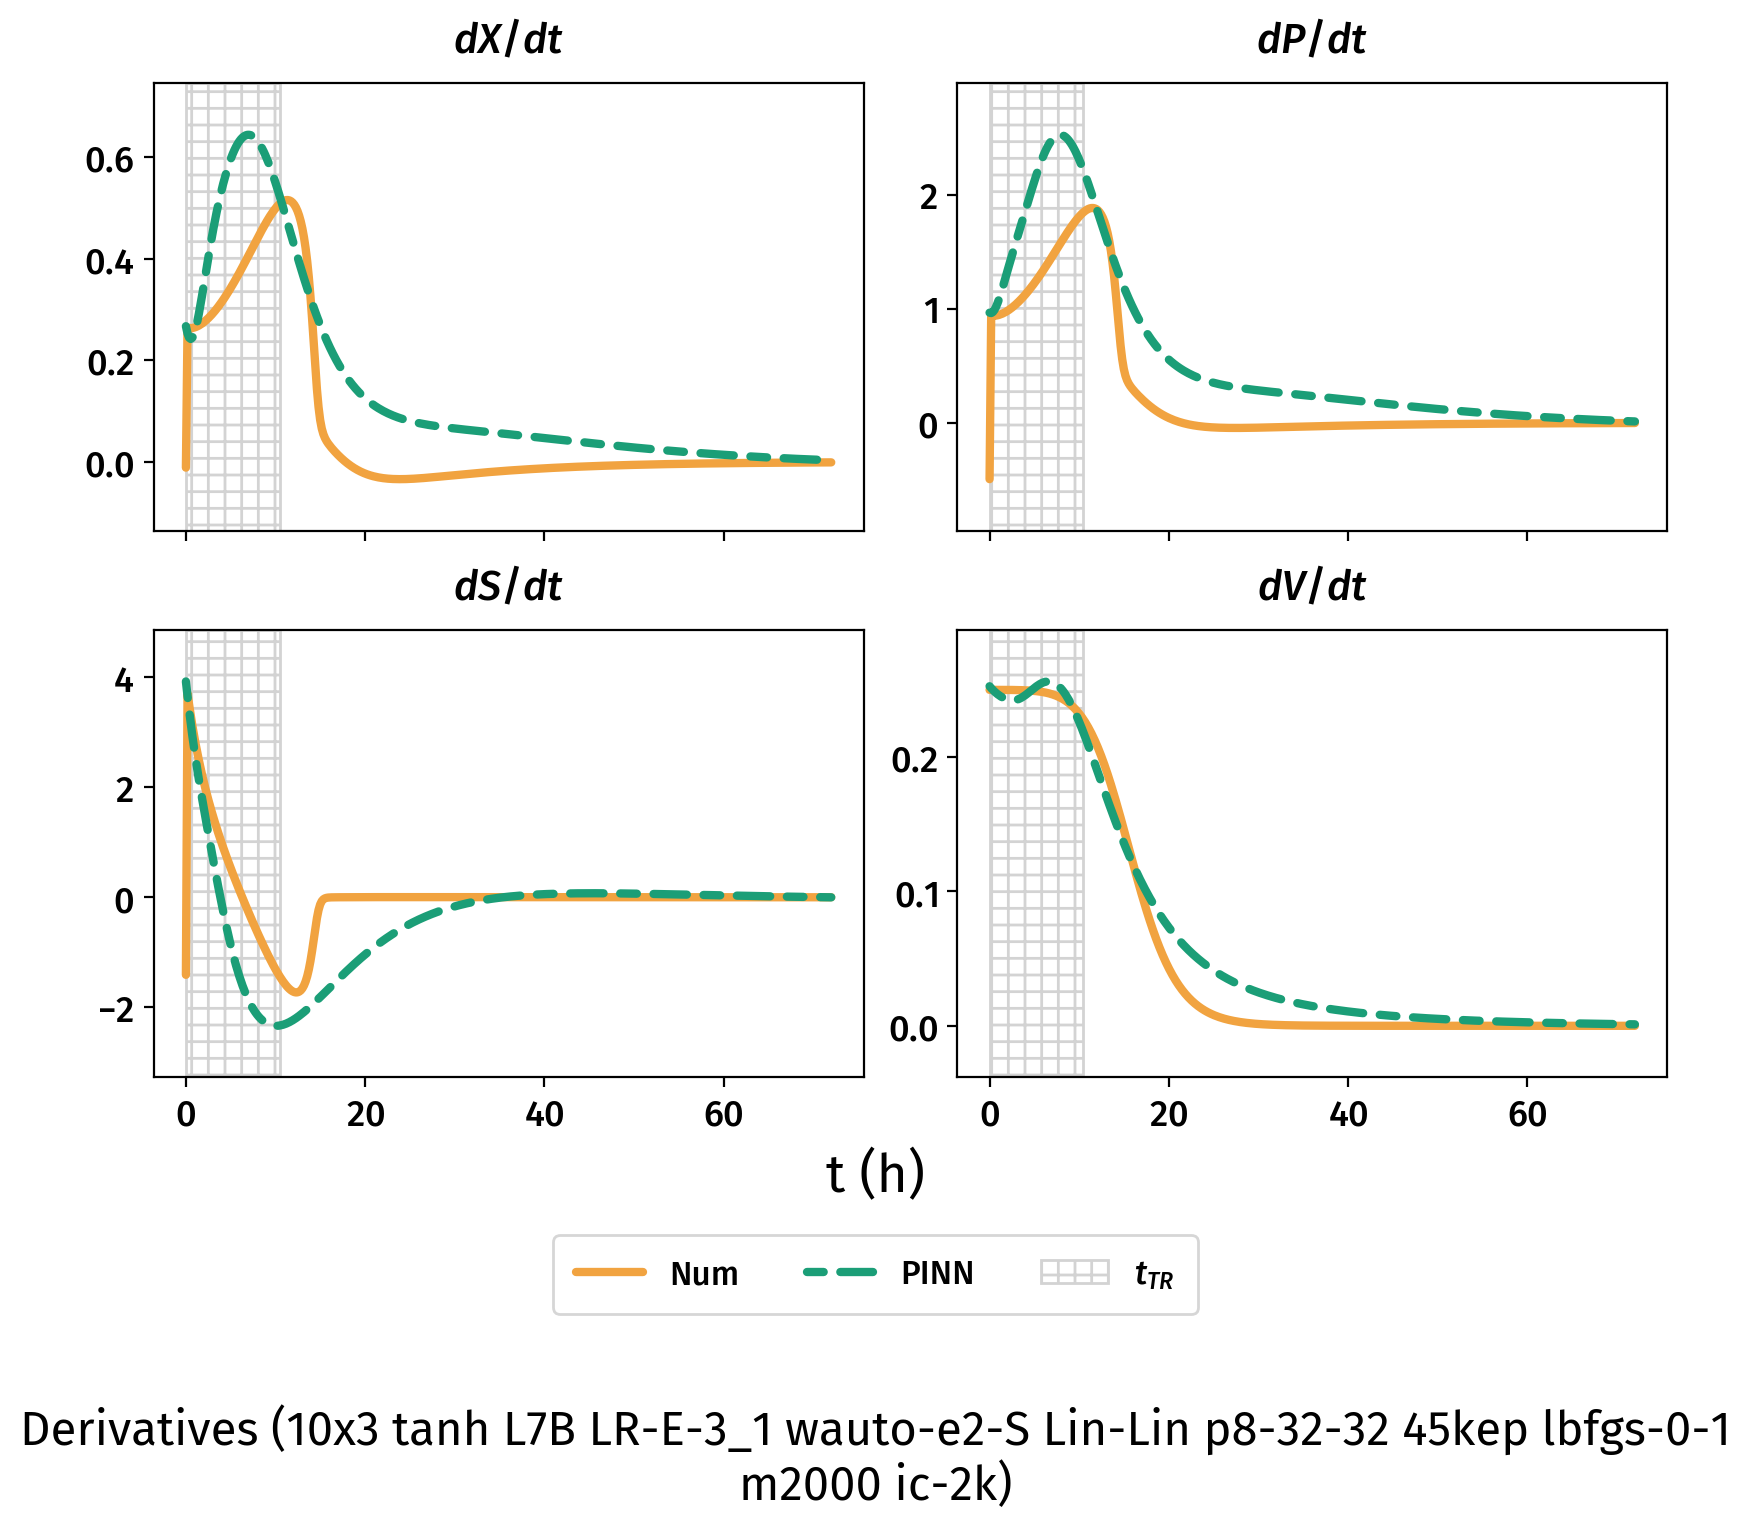 dX/dt
dP/dt
0.6
0.4
0.2
0.0
2
1
0
dS/dt
dV/dt
4
2
0
−2
0.2
0.1
0.0
0 20 40 60
0 20 40 60
t (h)
Num PINN t_TR
Derivatives (10x3 tanh L7B LR-E-3_1 wauto-e2-S Lin-Lin p8-32-32 45kep lbfgs-0-1
m2000 ic-2k)